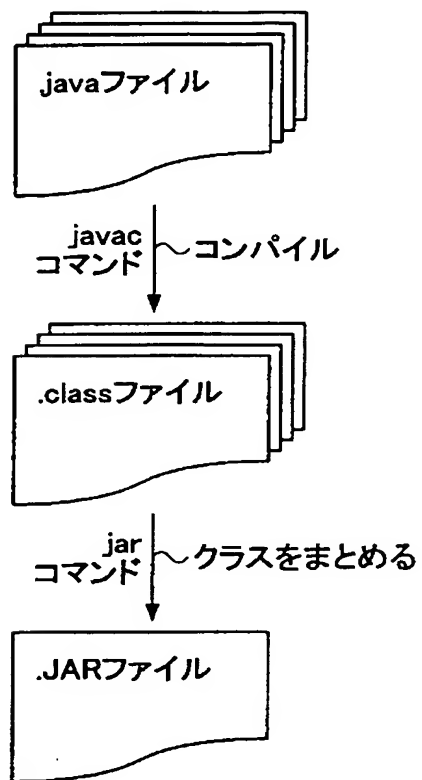 .javaファイル
javac
コマンド
コンパイル
.classファイル
jar
コマンド
クラスをまとめる
.JARファイル